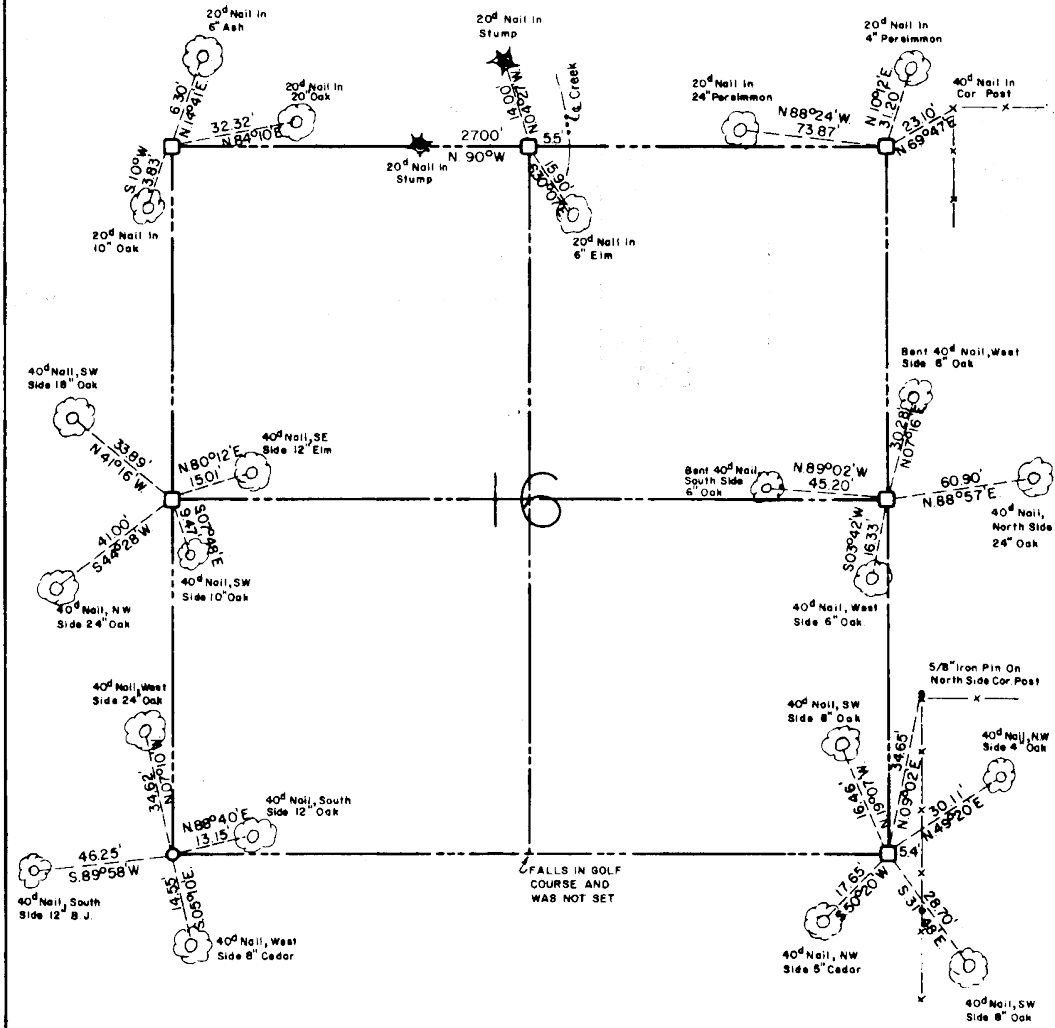 20d Nail In
6" Ash
6.30'
N.14°41'E.
20d Nail In
20" Oak
32.32'
N.84°10'E
S.10°W
3.83'
20d Nail In
10" Oak
20d Nail In
Stump
20d Nail In
Stump
N04°27'W
14.00'
2700'
N. 90°W
55'
Creek
15.90'
20d Nail In
6" Elm
20d Nail In
24" Persimmon
N 88°24' W.
73.87'
20d Nail In
4" Persimmon
N 10°12' E
31.20'
40d Nail In
Cor. Post
23.10'
N 69°47' E
40d Nail, SW
Side 18" Oak
33.89'
N 41°16' W.
N.80°12'E
15.01'
40d Nail, SE
Side 12" Elm
41.00'
S 44°28' W
40d Nail, NW
Side 24" Oak
S.07°48' E
9.47'
40d Nail, SW
Side 10" Oak
16
Bent 40d Nail, West
Side 6" Oak
30.28'
N07°16' E
Bent 40d Nail,
South Side
6" Oak
N 89°02' W
45.20'
60.90'
N.88°57' E.
40d Nail,
North Side
24" Oak
S03°42' W
16.33'
40d Nail, West
Side 6" Oak
40d Nail, West
Side 24" Oak
34.62'
N07°10' W.
N.88°40' E
13.15'
40d Nail, South
Side 12" Oak
46.25'
S.89°58' W
40d Nail, South
Side 12" B.J.
14.55'
S.05°10'E
40d Nail, West
Side 8" Cedar
FALLS IN GOLF
COURSE AND
WAS NOT SET
5/8" Iron Pin On
North Side Cor. Post
40d Nail, SW
Side 8" Oak
16.46'
N.19°07' W
34.65'
N.09°02' E
40d Nail, N.W
Side 4" Oak
30.11'
N 49°20' E
5.4'
17.65'
S 50°20' W
40d Nail, NW
Side 5" Cedar
28.70'
S 31°48' E
40d Nail, SW
Side 8" Oak